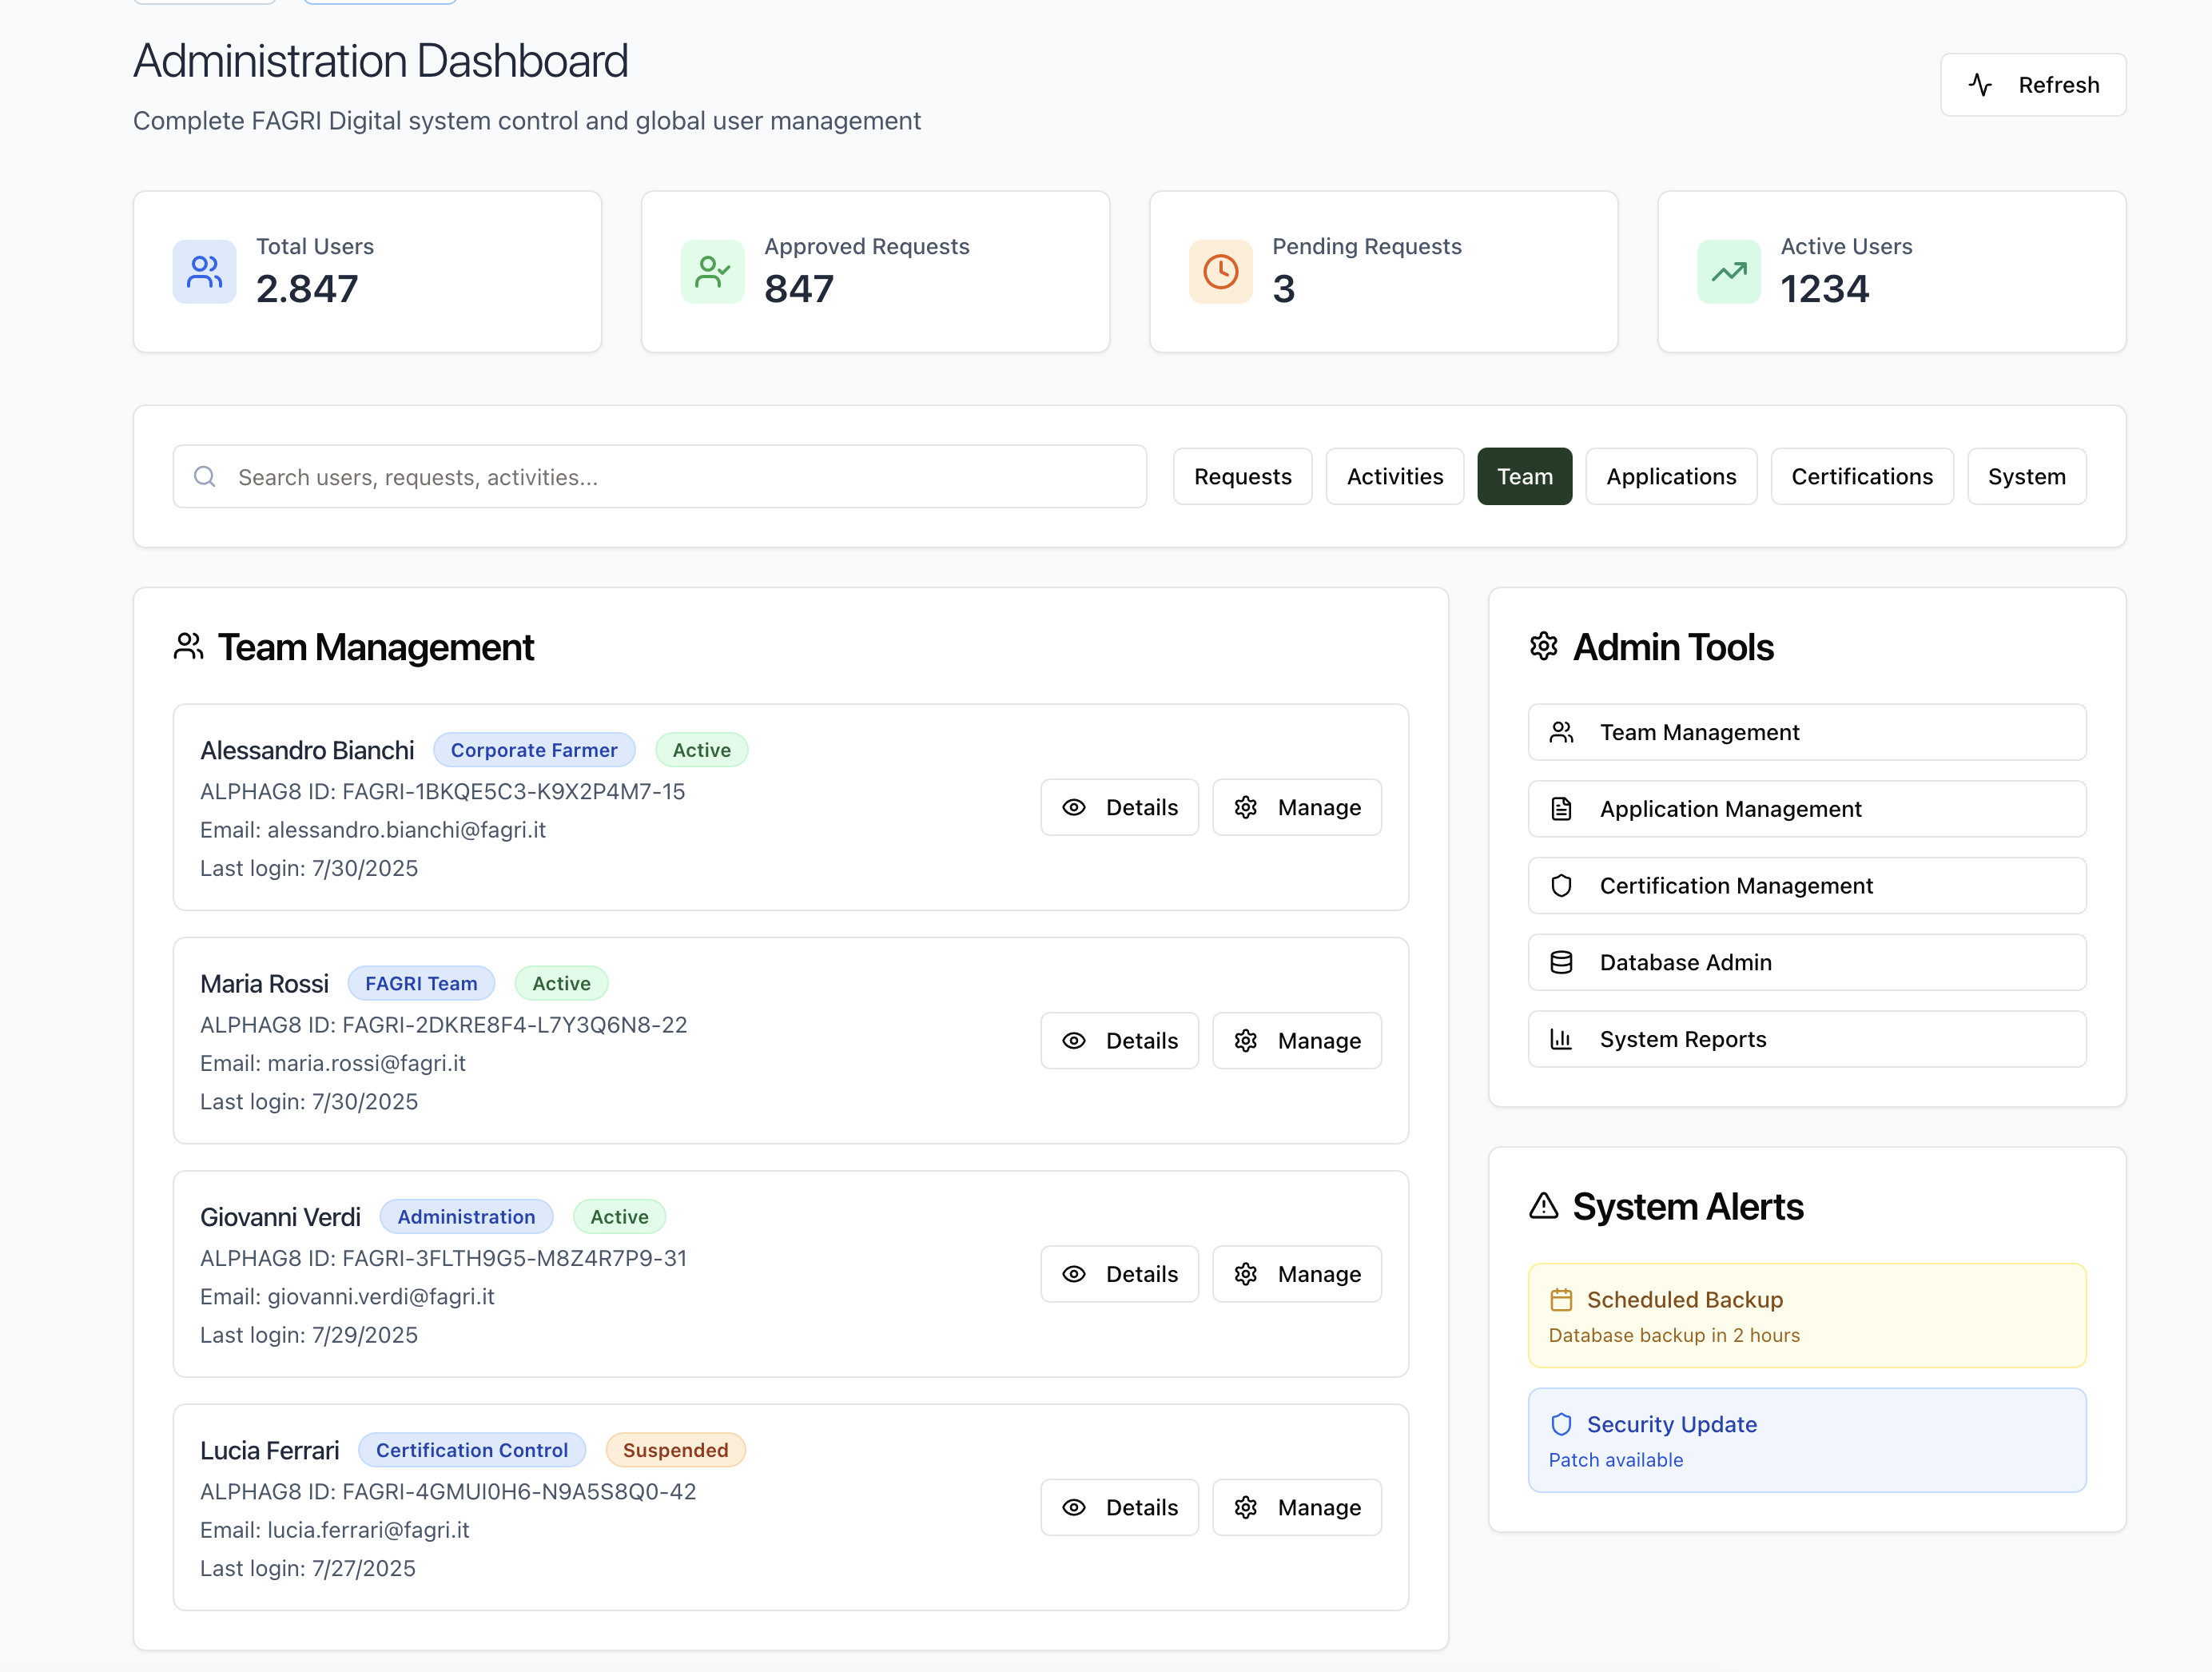 Administration Dashboard
Complete FAGRI Digital system control and global user management
Refresh
Total Users
2.847
Approved Requests
847
Pending Requests
3
Active Users
1234
Search users, requests, activities...
Requests Activities Team Applications Certifications System
Team Management
Alessandro Bianchi Corporate Farmer Active
ALPHAG8 ID: FAGRI-1BKQE5C3-K9X2P4M7-15
Email: alessandro.bianchi@fagri.it
Last login: 7/30/2025
Details Manage
Maria Rossi FAGRI Team Active
ALPHAG8 ID: FAGRI-2DKRE8F4-L7Y3Q6N8-22
Email: maria.rossi@fagri.it
Last login: 7/30/2025
Details Manage
Giovanni Verdi Administration Active
ALPHAG8 ID: FAGRI-3FLTH9G5-M8Z4R7P9-31
Email: giovanni.verdi@fagri.it
Last login: 7/29/2025
Details Manage
Lucia Ferrari Certification Control Suspended
ALPHAG8 ID: FAGRI-4GMUI0H6-N9A5S8Q0-42
Email: lucia.ferrari@fagri.it
Last login: 7/27/2025
Details Manage
Admin Tools
Team Management
Application Management
Certification Management
Database Admin
System Reports
System Alerts
Scheduled Backup
Database backup in 2 hours
Security Update
Patch available